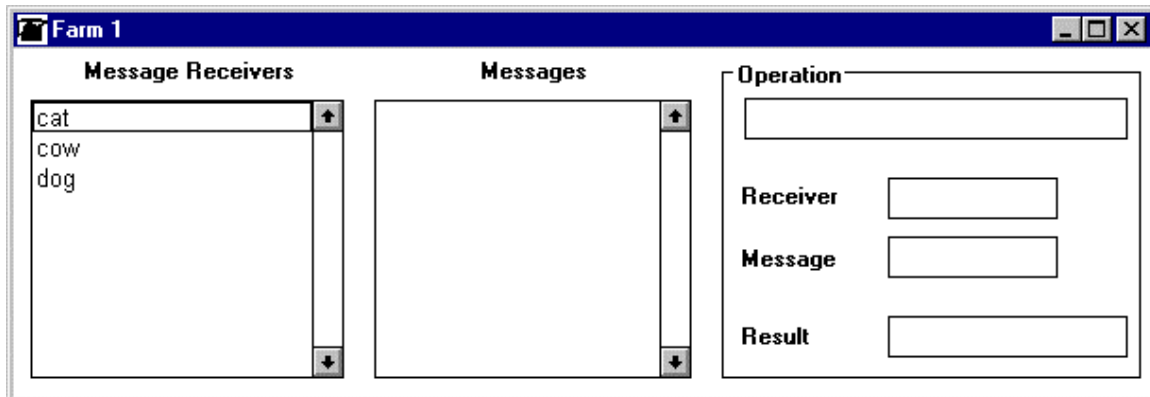 Farm 1
Message Receivers
cat
cow
dog
Messages
Operation
Receiver
Message
Result